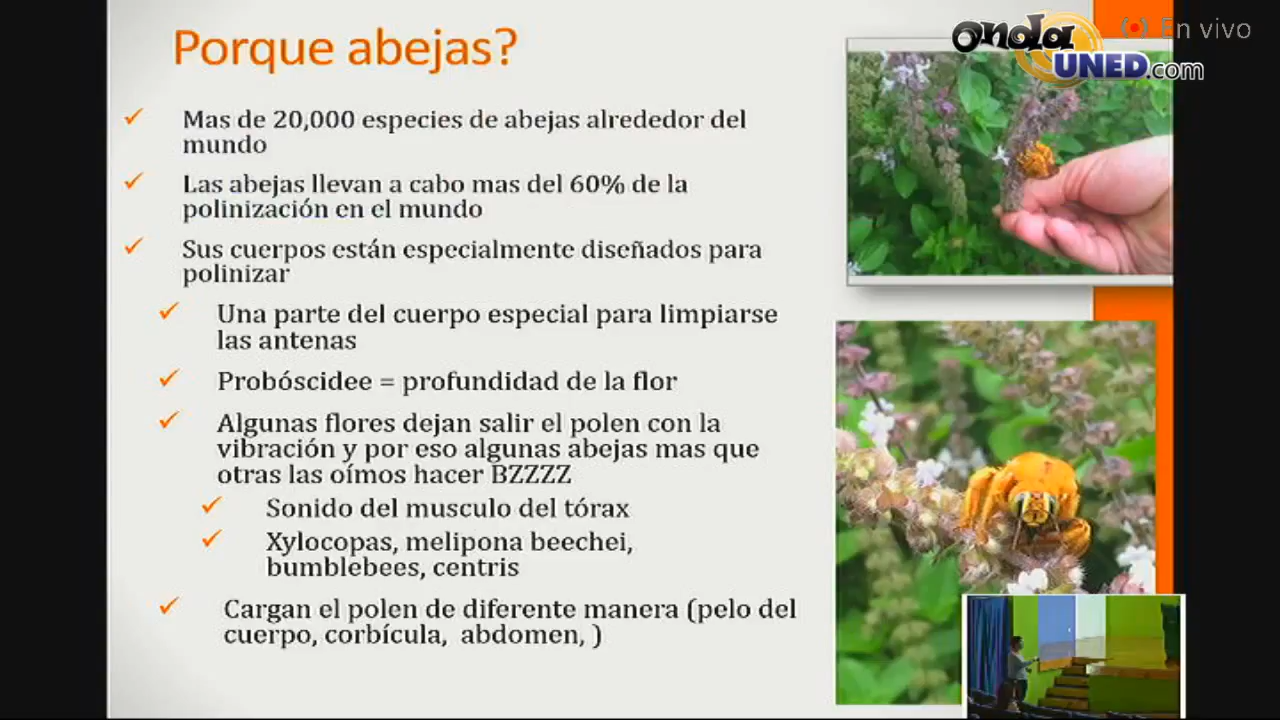 Porque abejas?
onda
UNED.com
En vivo
Mas de 20,000 especies de abejas alrededor del
mundo
Las abejas llevan a cabo mas del 60% de la
polinización en el mundo
Sus cuerpos están especialmente diseñados para
polinizar
Una parte del cuerpo especial para limpiarse
las antenas
Probóscidee = profundidad de la flor
Algunas flores dejan salir el polen con la
vibración y por eso algunas abejas mas que
otras las oímos hacer BZZZZ
Sonido del musculo del tórax
Xylocopas, melipona beechei,
bumblebees, centris
Cargan el polen de diferente manera (pelo del
cuerpo, corbícula, abdomen, )